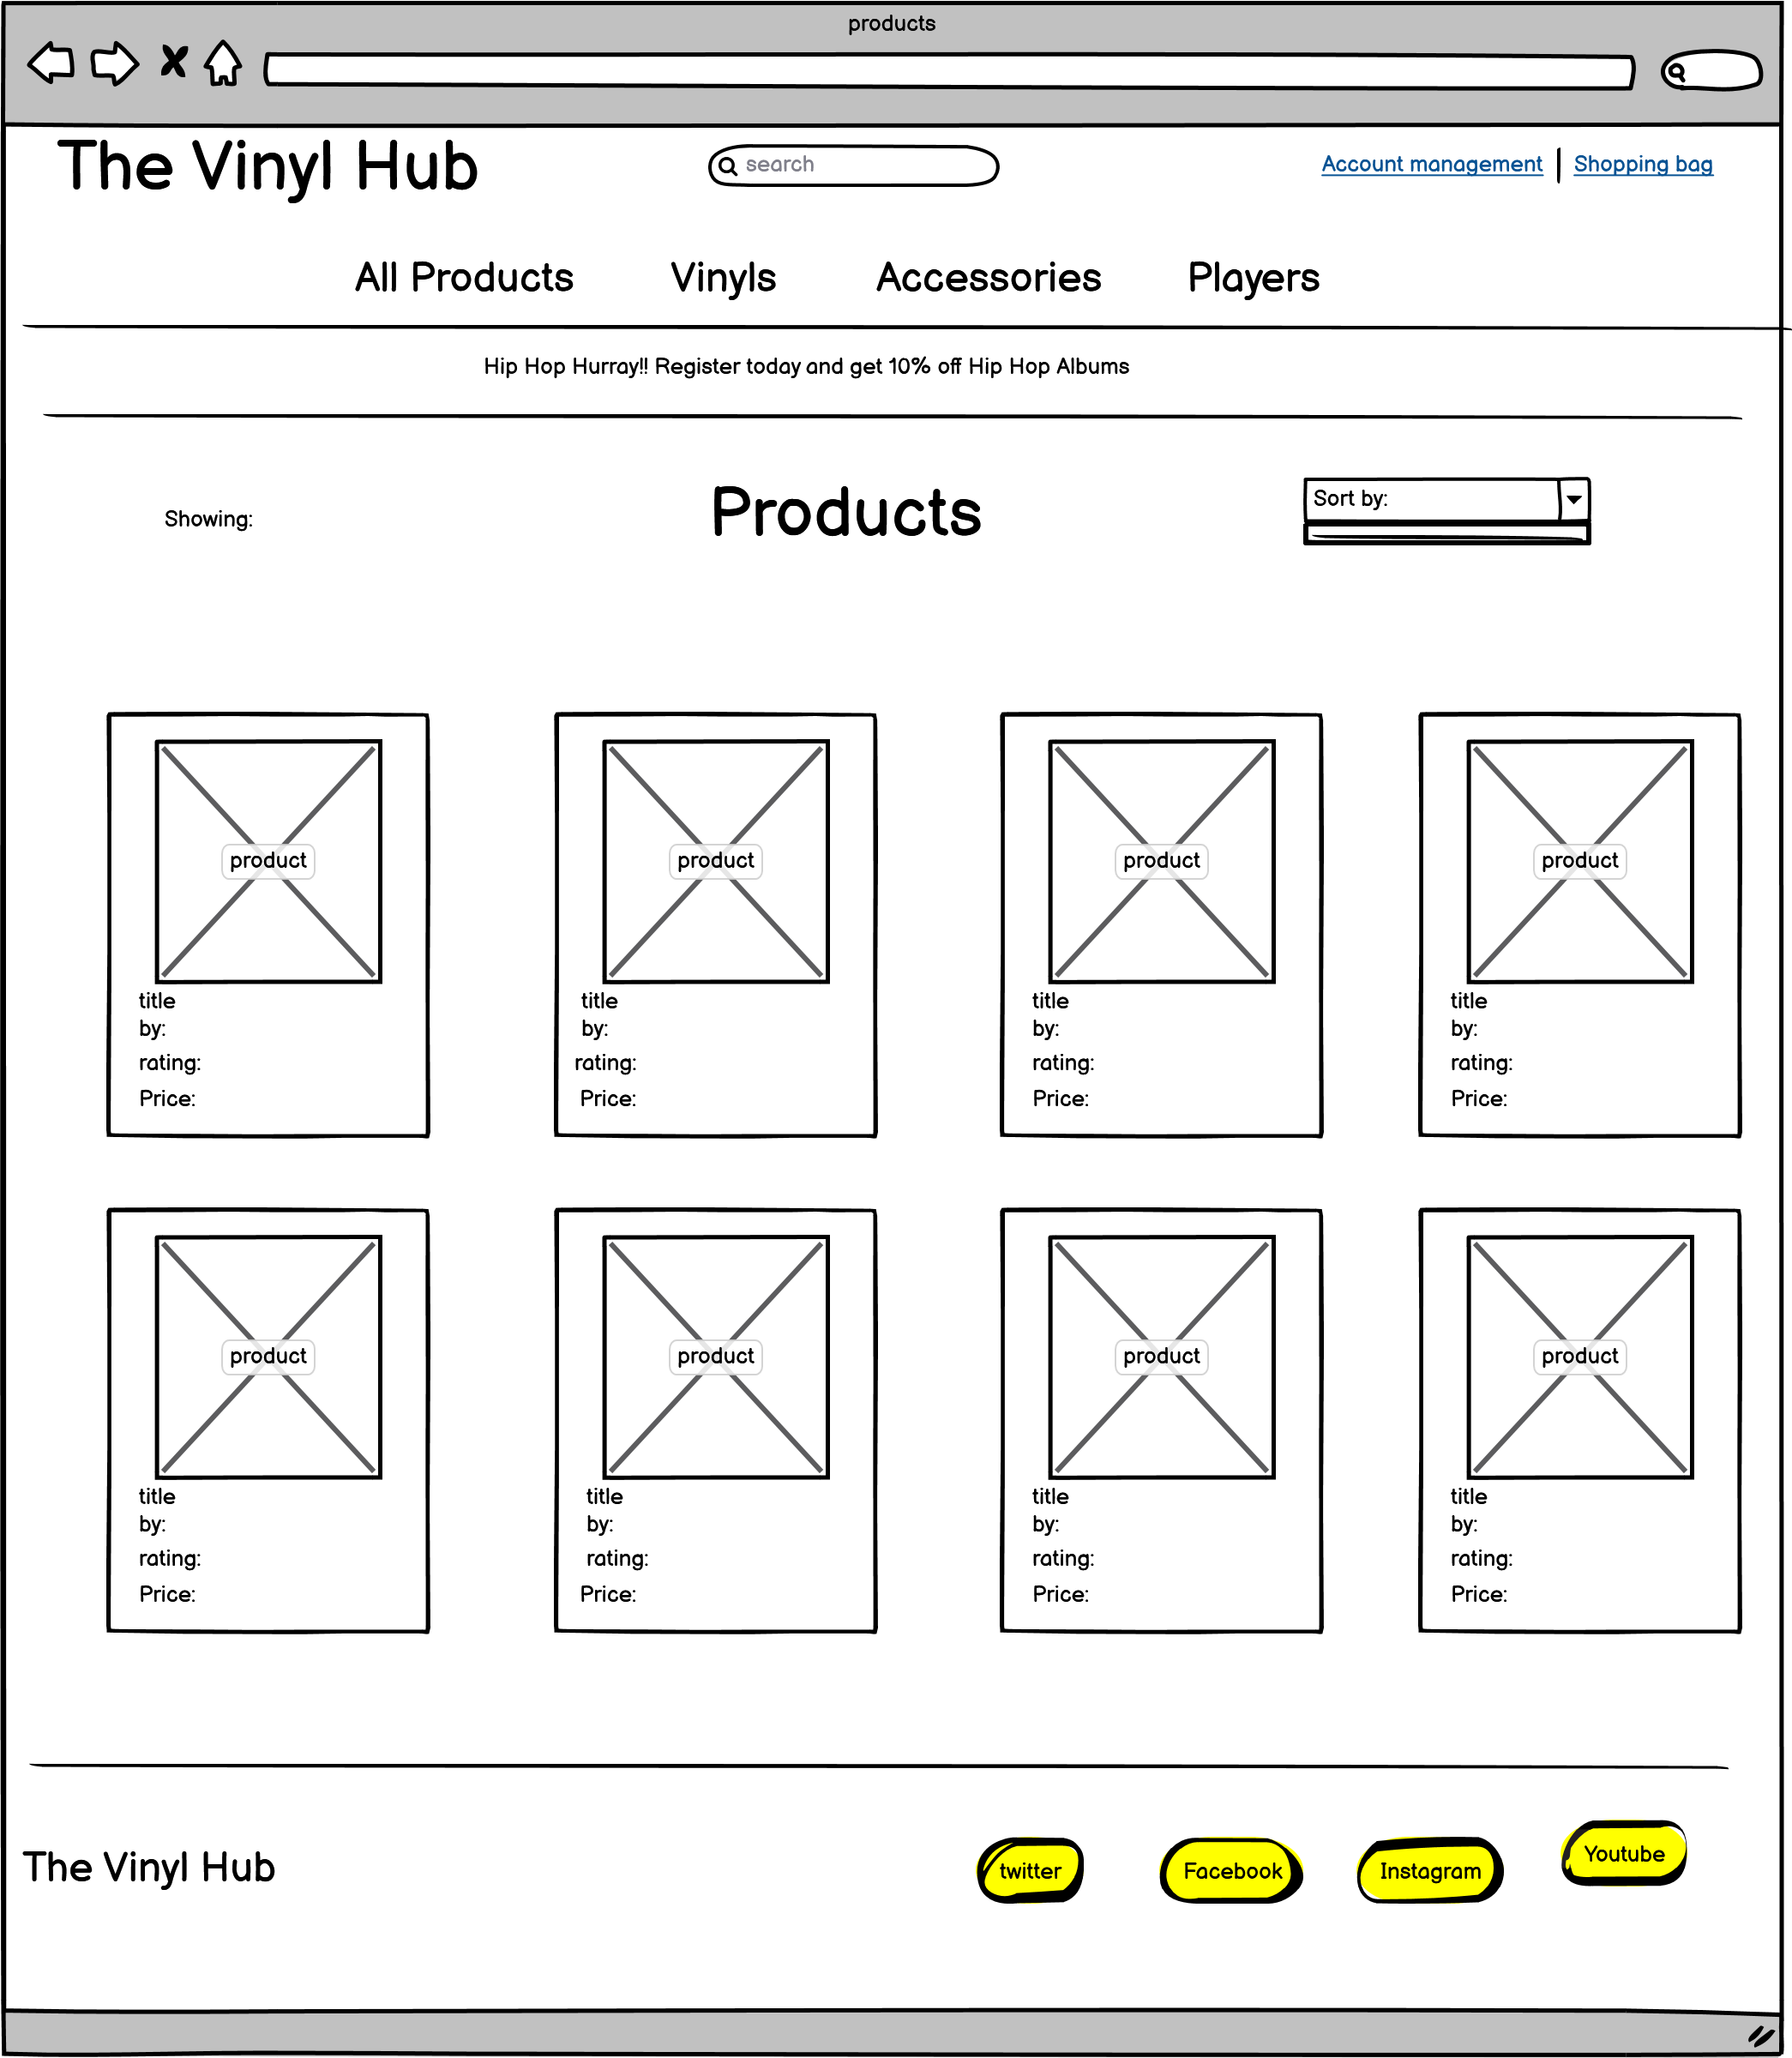 products
The Vinyl Hub
search
Account management
Shopping bag
All Products
Vinyls
Accessories
Players
Hip Hop Hurray!! Register today and get 10% off Hip Hop Albums
Showing:
Products
Sort by:
product
title
by:
rating:
Price:
product
title
by:
rating:
Price:
product
title
by:
rating:
Price:
product
title
by:
rating:
Price:
product
title
by:
rating:
Price:
product
title
by:
rating:
Price:
product
title
by:
rating:
Price:
product
title
by:
rating:
Price:
The Vinyl Hub
twitter
Facebook
Instagram
Youtube